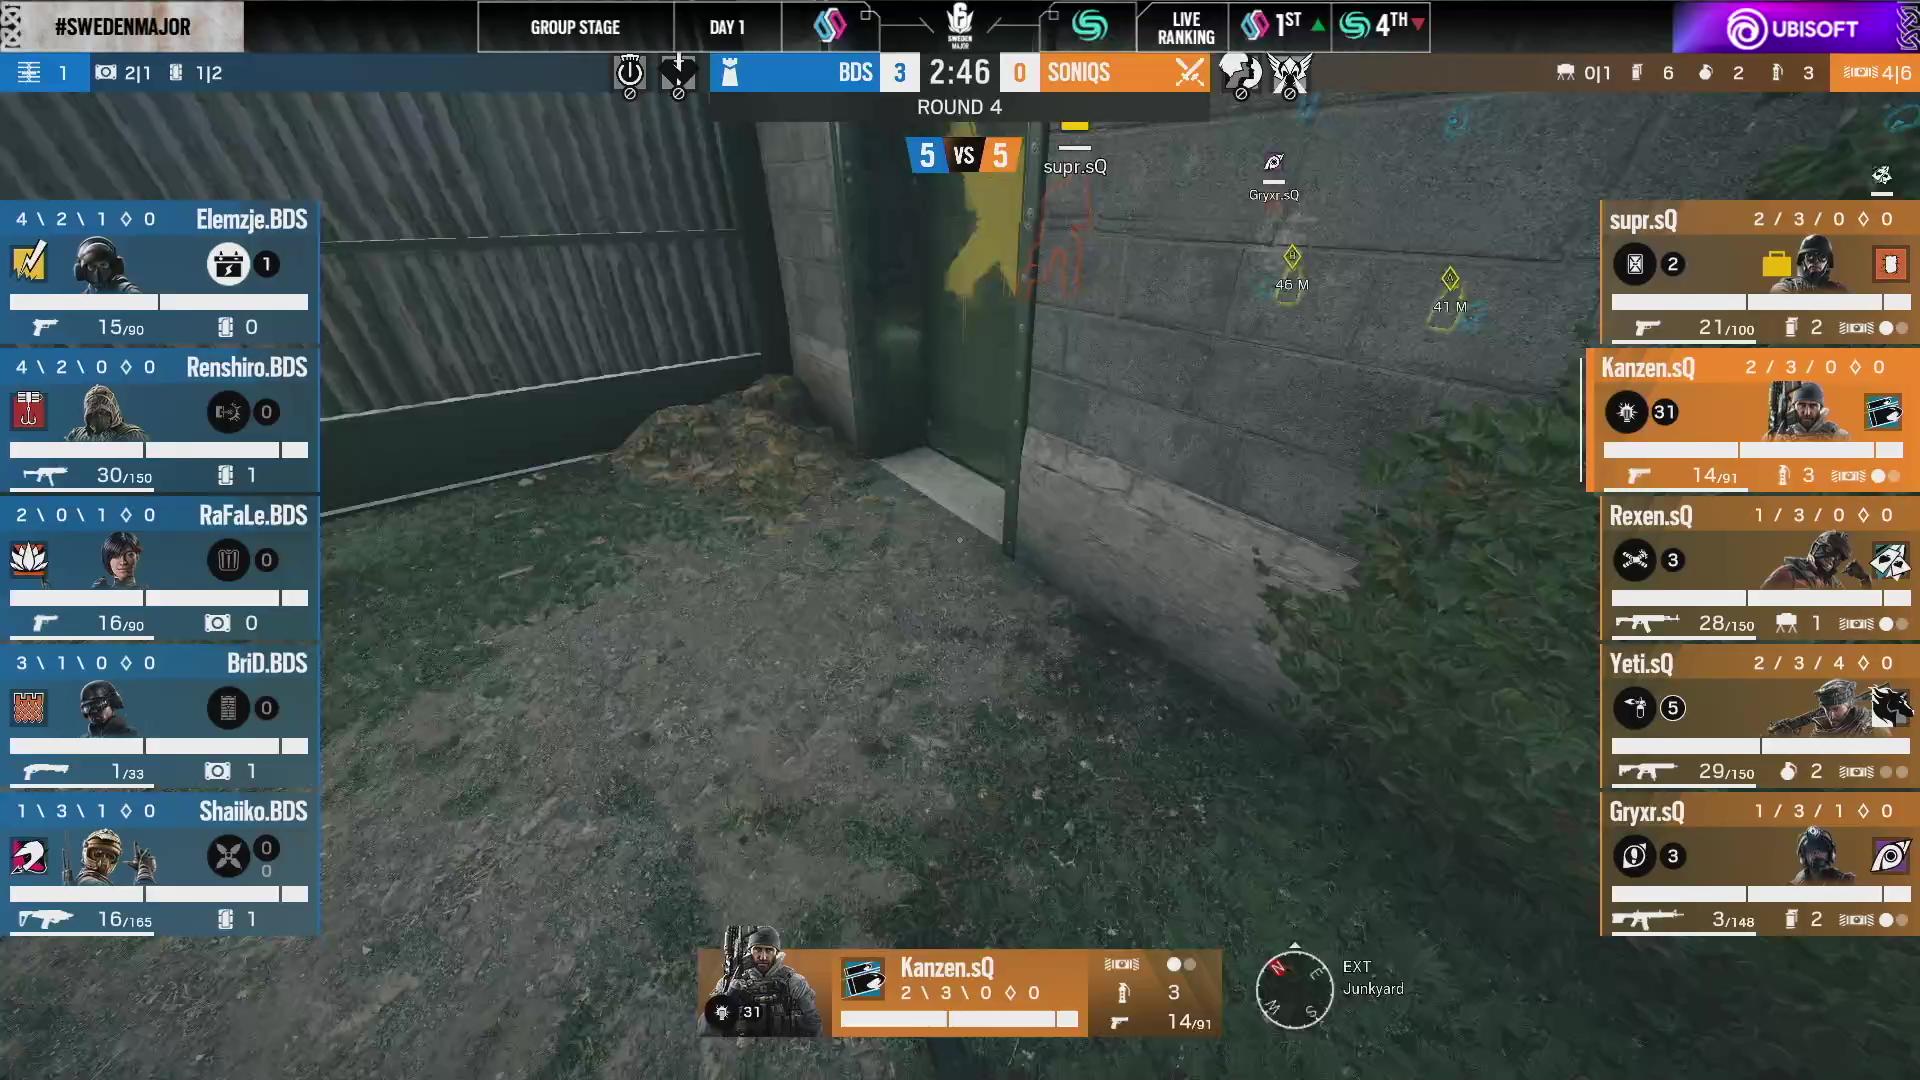 #SWEDENMAJOR
GROUP STAGE
DAY 1
SWEDEN
MAJOR
LIVE
RANKING
1ST
4TH
UBISOFT
1
2|1
1|2
BDS 3 2:46 0 SONIQS
0|1
6
2
3
4|6
ROUND 4
5 VS 5
supr.sQ
Gryxr.sQ
B
46 M
A
41 M
4 \ 2 \ 1 ◇ 0 Elemzje.BDS
1
15/90
0
4 \ 2 \ 0 ◇ 0 Renshiro.BDS
0
30/150
1
2 \ 0 \ 1 ◇ 0 RaFaLe.BDS
0
16/90
0
3 \ 1 \ 0 ◇ 0 BriD.BDS
0
1/33
1
1 \ 3 \ 1 ◇ 0 Shaiiko.BDS
0
0
16/165
1
supr.sQ 2 / 3 / 0 ◇ 0
2
21/100
2
Kanzen.sQ 2 / 3 / 0 ◇ 0
31
14/91
3
Rexen.sQ 1 / 3 / 0 ◇ 0
3
28/150
1
Yeti.sQ 2 / 3 / 4 ◇ 0
5
29/150
2
Gryxr.sQ 1 / 3 / 1 ◇ 0
3
3/148
2
31
Kanzen.sQ
2 \ 3 \ 0 ◇ 0
3
14/91
N
E
S
W
EXT
Junkyard